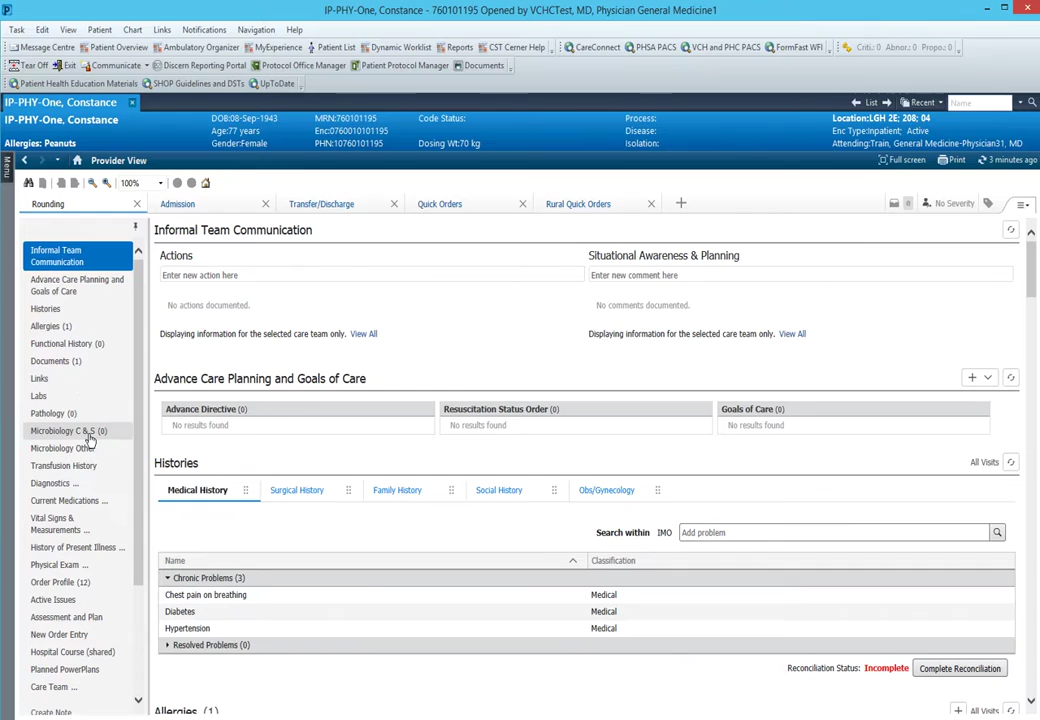 IP-PHY-One, Constance - 760101195 Opened by VCHCTest, MD, Physician General Medicine1
Task Edit View Patient Chart Links Notifications Navigation Help
Message Centre Patient Overview Ambulatory Organizer MyExperience Patient List Dynamic Worklist Reports CST Cerner Help CareConnect PHSA PACS VCH and PHC PACS FormFast WFI Criti.: 0 Abnor.: 0 Propo.: 0
Tear Off Exit Communicate Discern Reporting Portal Protocol Office Manager Patient Protocol Manager Documents
Patient Health Education Materials SHOP Guidelines and DSTs UpToDate
IP-PHY-One, Constance List Recent Name
IP-PHY-One, Constance DOB:08-Sep-1943 MRN:760101195 Code Status: Process: Location:LGH 2E; 208; 04
Age:77 years Enc:0760010101195 Disease: Enc Type:Inpatient; Active
Allergies: Peanuts Gender:Female PHN:10760101195 Dosing Wt:70 kg Isolation: Attending:Train, General Medicine-Physician31, MD
Menu Provider View Full screen Print 3 minutes ago
100%
Rounding Admission Transfer/Discharge Quick Orders Rural Quick Orders No Severity
Informal Team Communication
Advance Care Planning and Goals of Care
Histories
Allergies (1)
Functional History (0)
Documents (1)
Links
Labs
Pathology (0)
Microbiology C & S (0)
Microbiology Other
Transfusion History
Diagnostics ...
Current Medications ...
Vital Signs & Measurements ...
History of Present Illness ...
Physical Exam ...
Order Profile (12)
Active Issues
Assessment and Plan
New Order Entry
Hospital Course (shared)
Planned PowerPlans
Care Team ...
Create Note
Informal Team Communication
Actions Situational Awareness & Planning
Enter new action here Enter new comment here
No actions documented. No comments documented.
Displaying information for the selected care team only. View All Displaying information for the selected care team only. View All
Advance Care Planning and Goals of Care
Advance Directive (0) Resuscitation Status Order (0) Goals of Care (0)
No results found No results found No results found
Histories All Visits
Medical History Surgical History Family History Social History Obs/Gynecology
Search within IMO Add problem
Name Classification
Chronic Problems (3)
Chest pain on breathing Medical
Diabetes Medical
Hypertension Medical
Resolved Problems (0)
Reconciliation Status: Incomplete Complete Reconciliation
Allergies (1) All Visits